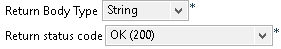 Return Body Type String *
Return status code OK (200) *